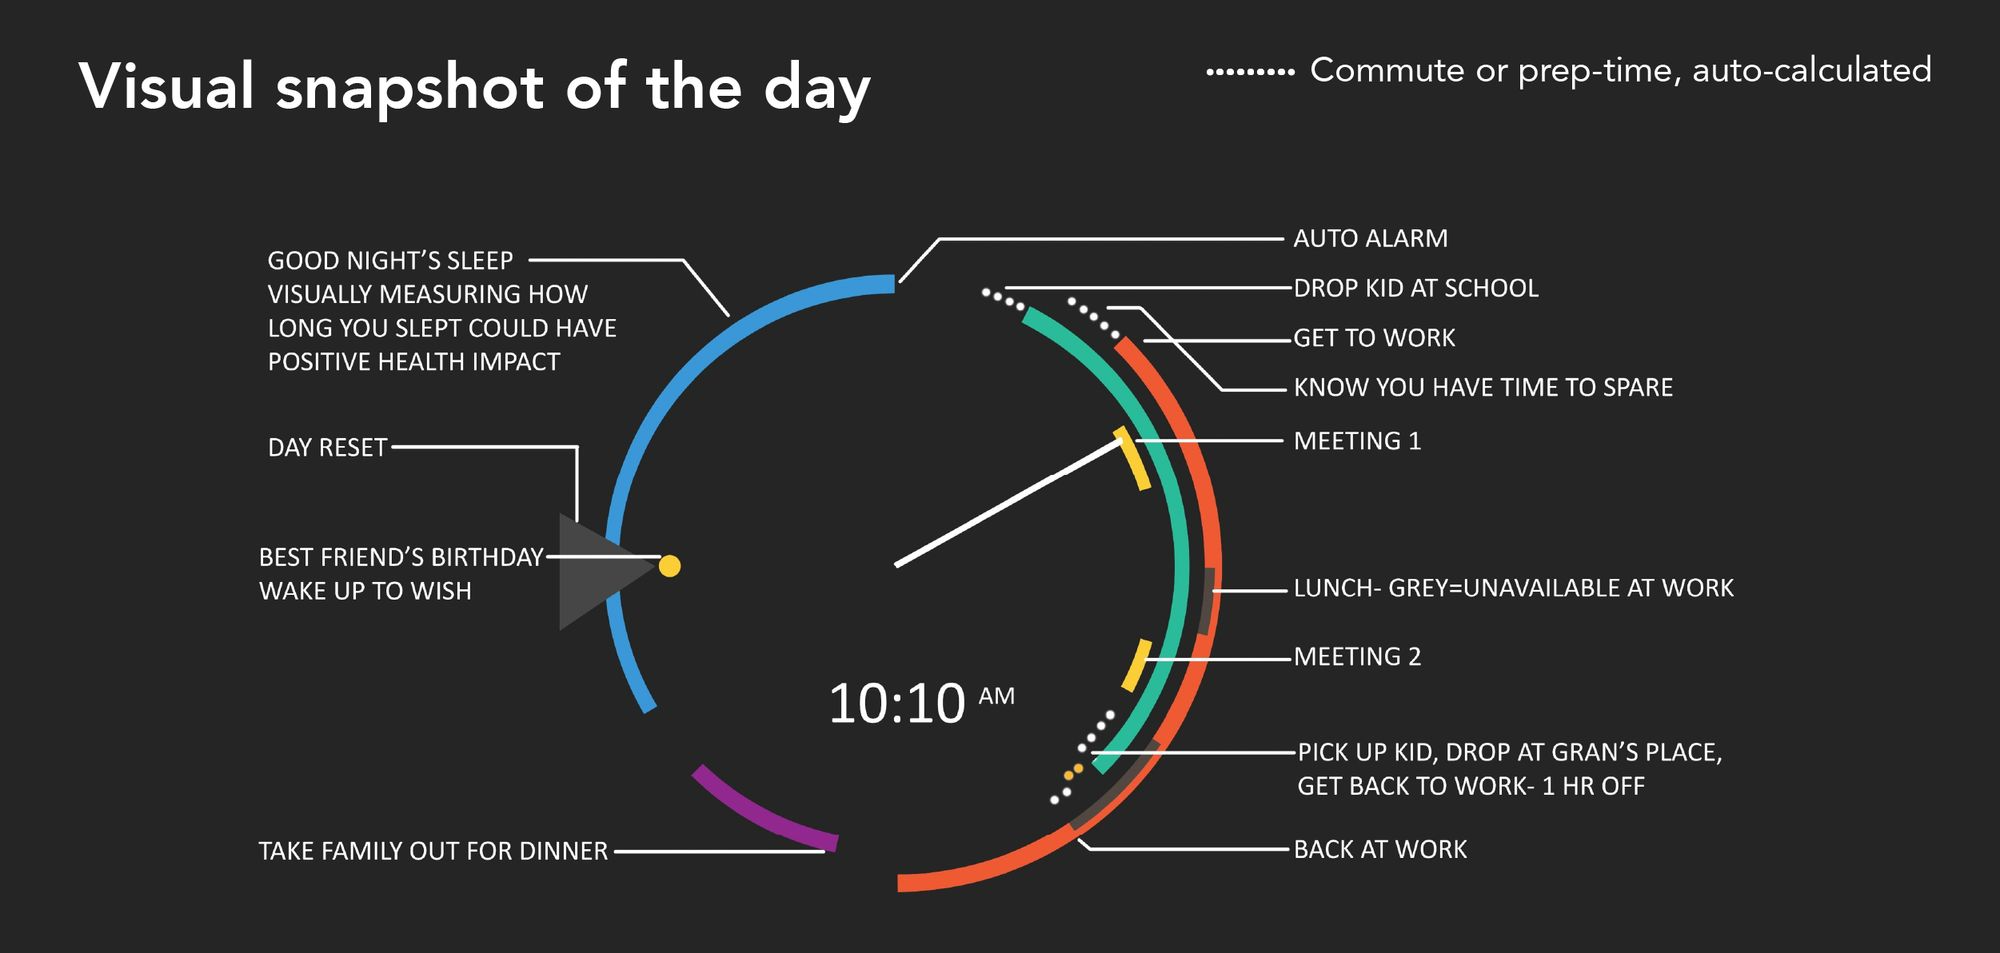 Visual snapshot of the day
Commute or prep-time, auto-calculated
GOOD NIGHT’S SLEEP
VISUALLY MEASURING HOW
LONG YOU SLEPT COULD HAVE
POSITIVE HEALTH IMPACT
DAY RESET
BEST FRIEND’S BIRTHDAY
WAKE UP TO WISH
TAKE FAMILY OUT FOR DINNER
10:10 AM
AUTO ALARM
DROP KID AT SCHOOL
GET TO WORK
KNOW YOU HAVE TIME TO SPARE
MEETING 1
LUNCH- GREY=UNAVAILABLE AT WORK
MEETING 2
PICK UP KID, DROP AT GRAN’S PLACE,
GET BACK TO WORK- 1 HR OFF
BACK AT WORK